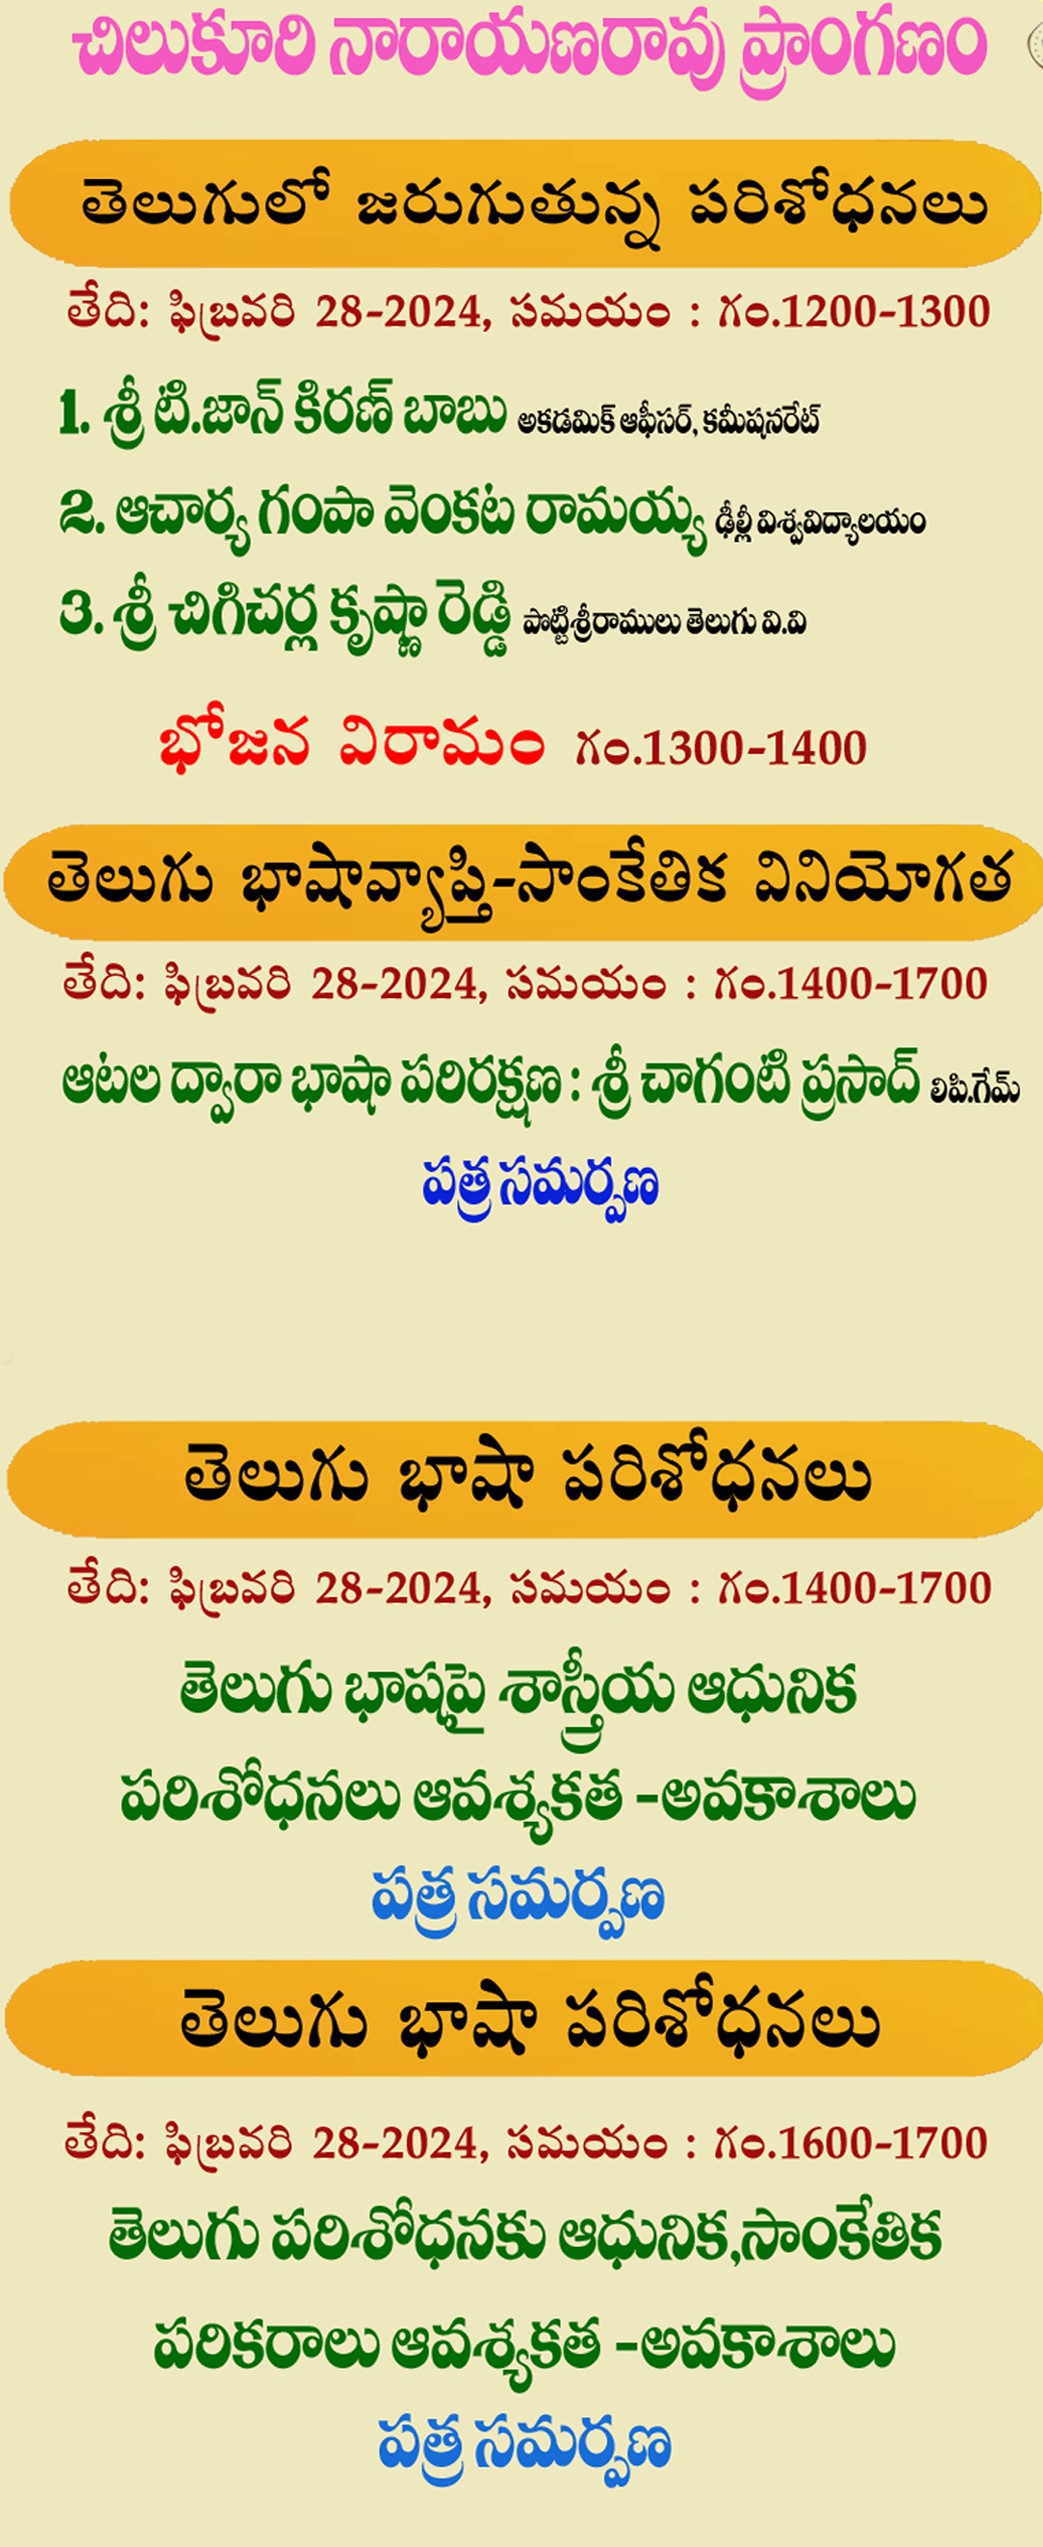 చిలుకూరి నారాయణరావు ప్రాంగణం
తెలుగులో జరుగుతున్న పరిశోధనలు
తేది: ఫిబ్రవరి 28-2024, సమయం : గం.1200-1300
1. శ్రీ టి.జాన్ కిరణ్ బాబు అకడమిక్ ఆఫీసర్, కమీషనరేట్
2. ఆచార్య గంపా వెంకట రామయ్య ఢీల్లీ విశ్వవిద్యాలయం
3. శ్రీ చిగిచర్ల కృష్ణా రెడ్డి పొట్టిశ్రీరాములు తెలుగు వి.వి
భోజన విరామం గం.1300-1400
తెలుగు భాషావ్యాప్తి-సాంకేతిక వినియోగత
తేది: ఫిబ్రవరి 28-2024, సమయం : గం.1400-1700
ఆటల ద్వారా భాషా పరిరక్షణ : శ్రీ చాగంటి ప్రసాద్ లిపి.గేమ్
పత్ర సమర్పణ
తెలుగు భాషా పరిశోధనలు
తేది: ఫిబ్రవరి 28-2024, సమయం : గం.1400-1700
తెలుగు భాషపై శాస్త్రీయ ఆధునిక
పరిశోధనలు ఆవశ్యకత -అవకాశాలు
పత్ర సమర్పణ
తెలుగు భాషా పరిశోధనలు
తేది: ఫిబ్రవరి 28-2024, సమయం : గం.1600-1700
తెలుగు పరిశోధనకు ఆధునిక,సాంకేతిక
పరికరాలు ఆవశ్యకత -అవకాశాలు
పత్ర సమర్పణ